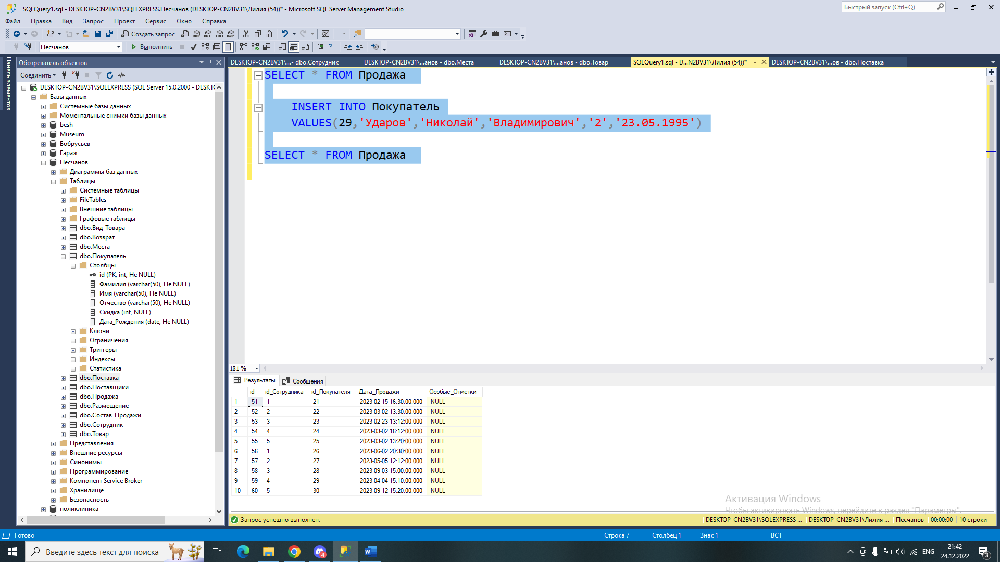 SQLQuery1.sql - DESKTOP-CN2BV31\SQLEXPRESS.Песчанов (DESKTOP-CN2BV31\Лилия (54))* - Microsoft SQL Server Management Studio
Быстрый запуск (Ctrl+Q)
Файл Правка Вид Запрос Проект Сервис Окно Справка
Создать запрос
MDX DMX XMLA DAX
Песчанов
Выполнить
Панель элементов
Обозреватель объектов
DESKTOP-CN2BV31\...- dbo.Сотрудник
DESKTOP-CN2BV31\...анов - dbo.Места
DESKTOP-CN2BV31\...анов - dbo.Товар
SQLQuery1.sql - D...N2BV31\Лилия (54))*
DESKTOP-CN2BV31\...ов - dbo.Поставка
Соединить
DESKTOP-CN2BV31\SQLEXPRESS (SQL Server 15.0.2000 - DESKT
Базы данных
Системные базы данных
Моментальные снимки базы данных
besh
Museum
Бобрусьев
Гараж
Песчанов
Диаграммы баз данных
Таблицы
Системные таблицы
FileTables
Внешние таблицы
Графовые таблицы
dbo.Вид_Товара
dbo.Возврат
dbo.Места
dbo.Покупатель
Столбцы
id (PK, int, Не NULL)
Фамилия (varchar(50), Не NULL)
Имя (varchar(50), Не NULL)
Отчество (varchar(50), Не NULL)
Скидка (int, NULL)
Дата_Рождения (date, Не NULL)
Ключи
Ограничения
Триггеры
Индексы
Статистика
dbo.Поставка
dbo.Поставщики
dbo.Продажа
dbo.Размещение
dbo.Состав_Продажи
dbo.Сотрудник
dbo.Товар
Представления
Внешние ресурсы
Синонимы
Программирование
Компонент Service Broker
Хранилище
Безопасность
поликлиника
SELECT * FROM Продажа
INSERT INTO Покупатель
VALUES(29,'Ударов','Николай','Владимирович','2','23.05.1995')
SELECT * FROM Продажа
181 %
Результаты Сообщения
id id_Сотрудника id_Покупателя Дата_Продажи Особые_Отметки
1 51 1 21 2023-02-15 16:30:00.000 NULL
2 52 2 22 2023-03-02 13:30:00.000 NULL
3 53 3 23 2023-02-23 13:12:00.000 NULL
4 54 4 24 2023-03-02 16:12:00.000 NULL
5 55 5 25 2023-03-02 13:20:00.000 NULL
6 56 1 26 2023-06-02 20:30:00.000 NULL
7 57 2 27 2023-05-05 12:12:00.000 NULL
8 58 3 28 2023-09-03 15:00:00.000 NULL
9 59 4 29 2023-04-04 15:10:00.000 NULL
10 60 5 30 2023-09-12 15:20:00.000 NULL
Активация Windows
Чтобы активировать Windows, перейдите в раздел "Параметры".
Запрос успешно выполнен.
DESKTOP-CN2BV31\SQLEXPRESS ... DESKTOP-CN2BV31\Лилия ... Песчанов 00:00:00 10 строки
Готово
Строка 7 Столбец 1 Знак 1 ВСТ
Введите здесь текст для поиска
4
ENG
21:42
24.12.2022
3